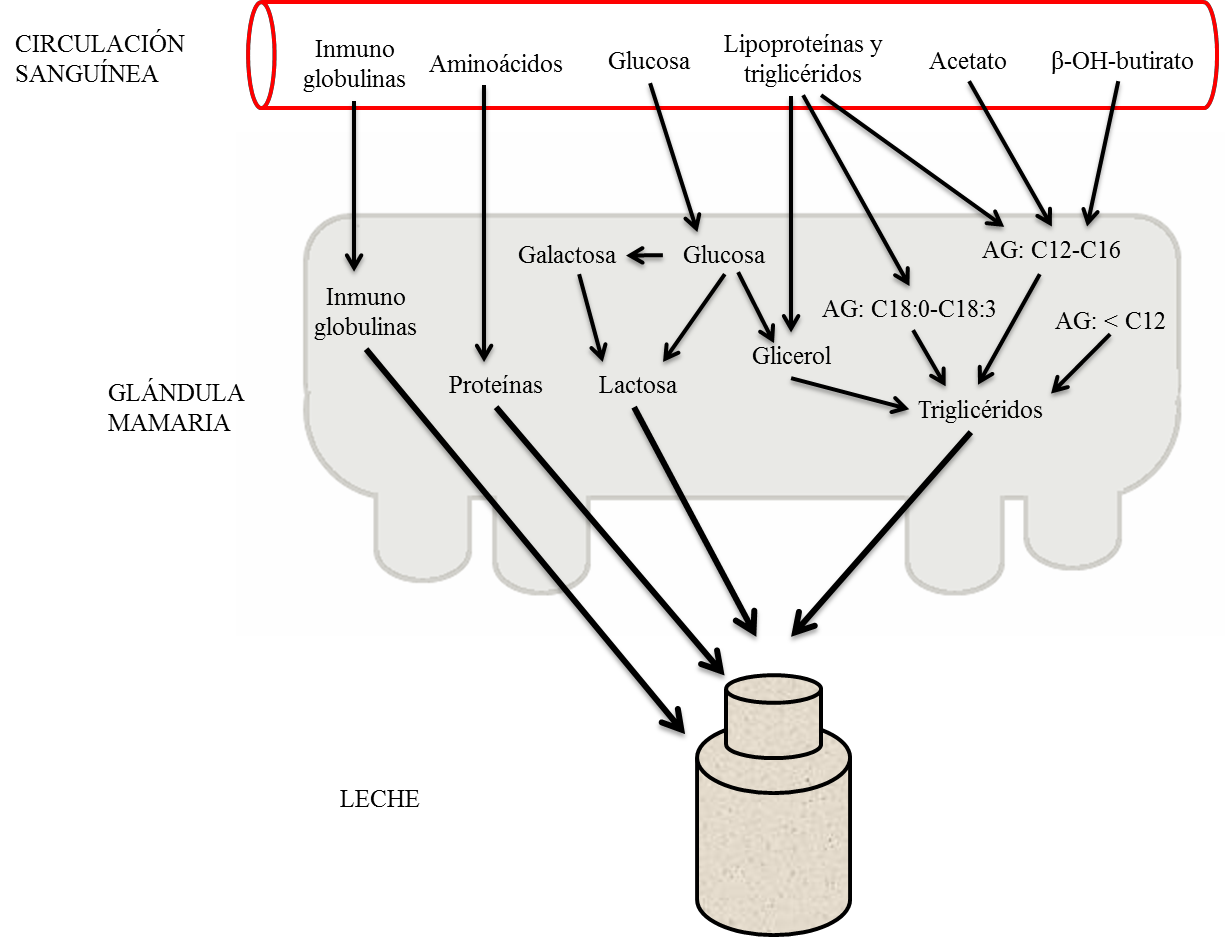 CIRCULACIÓN
SANGUÍNEA
Inmuno
globulinas
Aminoácidos
Glucosa
Lipoproteínas y
triglicéridos
Acetato
β-OH-butirato
Galactosa
Glucosa
AG: C12-C16
Inmuno
globulinas
AG: C18:0-C18:3
AG: < C12
Glicerol
GLÁNDULA
MAMARIA
Proteínas
Lactosa
Triglicéridos
LECHE